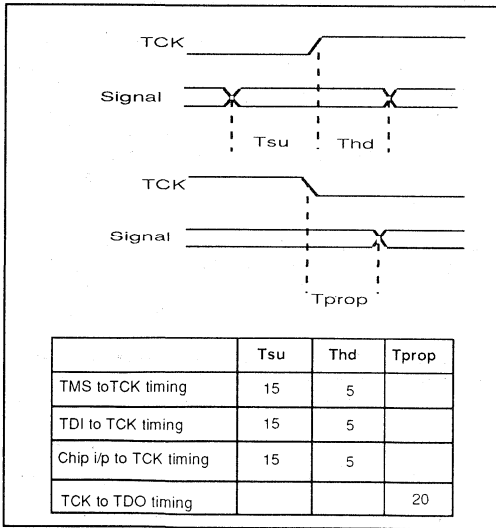 TCK
Signal
Tsu Thd
TCK
Signal
Tprop
Tsu Thd Tprop
TMS toTCK timing 15 5
TDI to TCK timing 15 5
Chip i/p to TCK timing 15 5
TCK to TDO timing 20